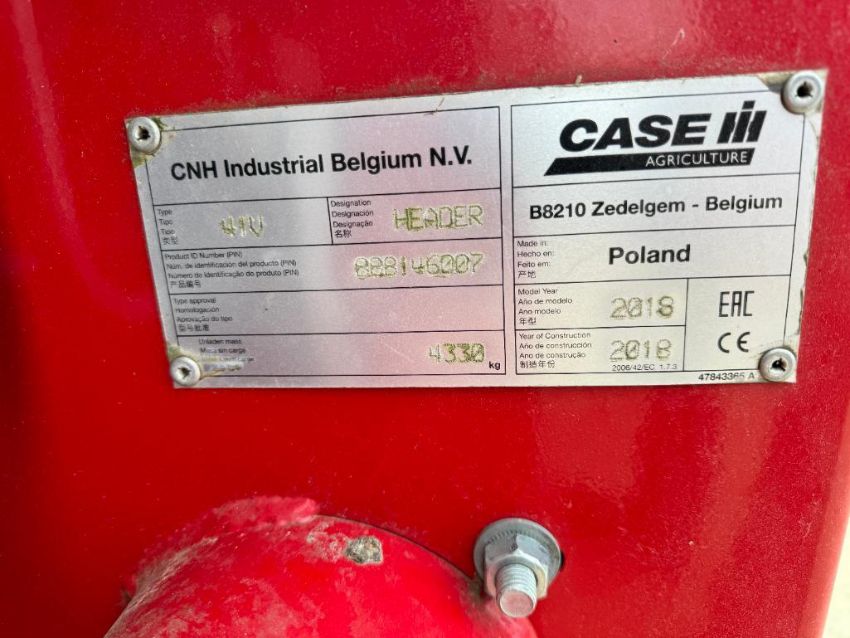 CNH Industrial Belgium N.V.
Type
Tipo
Tipo
类型
41V
Designation
Designación
Designação
名称
HEADER
Product ID Number (PIN)
Núm. de identificación del producto (PIN)
Número de identificação do produto (PIN)
产品编号
888146007
Type approval
Homologación
Aprovação do tipo
型号批准
Unladen mass
Masa sin carga
4330 kg
CASE IH
AGRICULTURE
B8210 Zedelgem - Belgium
Made in:
Hecho en:
Feito em:
产地
Poland
Model Year
Año de modelo
Ano-modelo
年型
2018
Year of Construction
Año de construcción
Ano de construção
制造年份
2018
2006/42/EC 1.7.3
EAC
CE
47843365 A